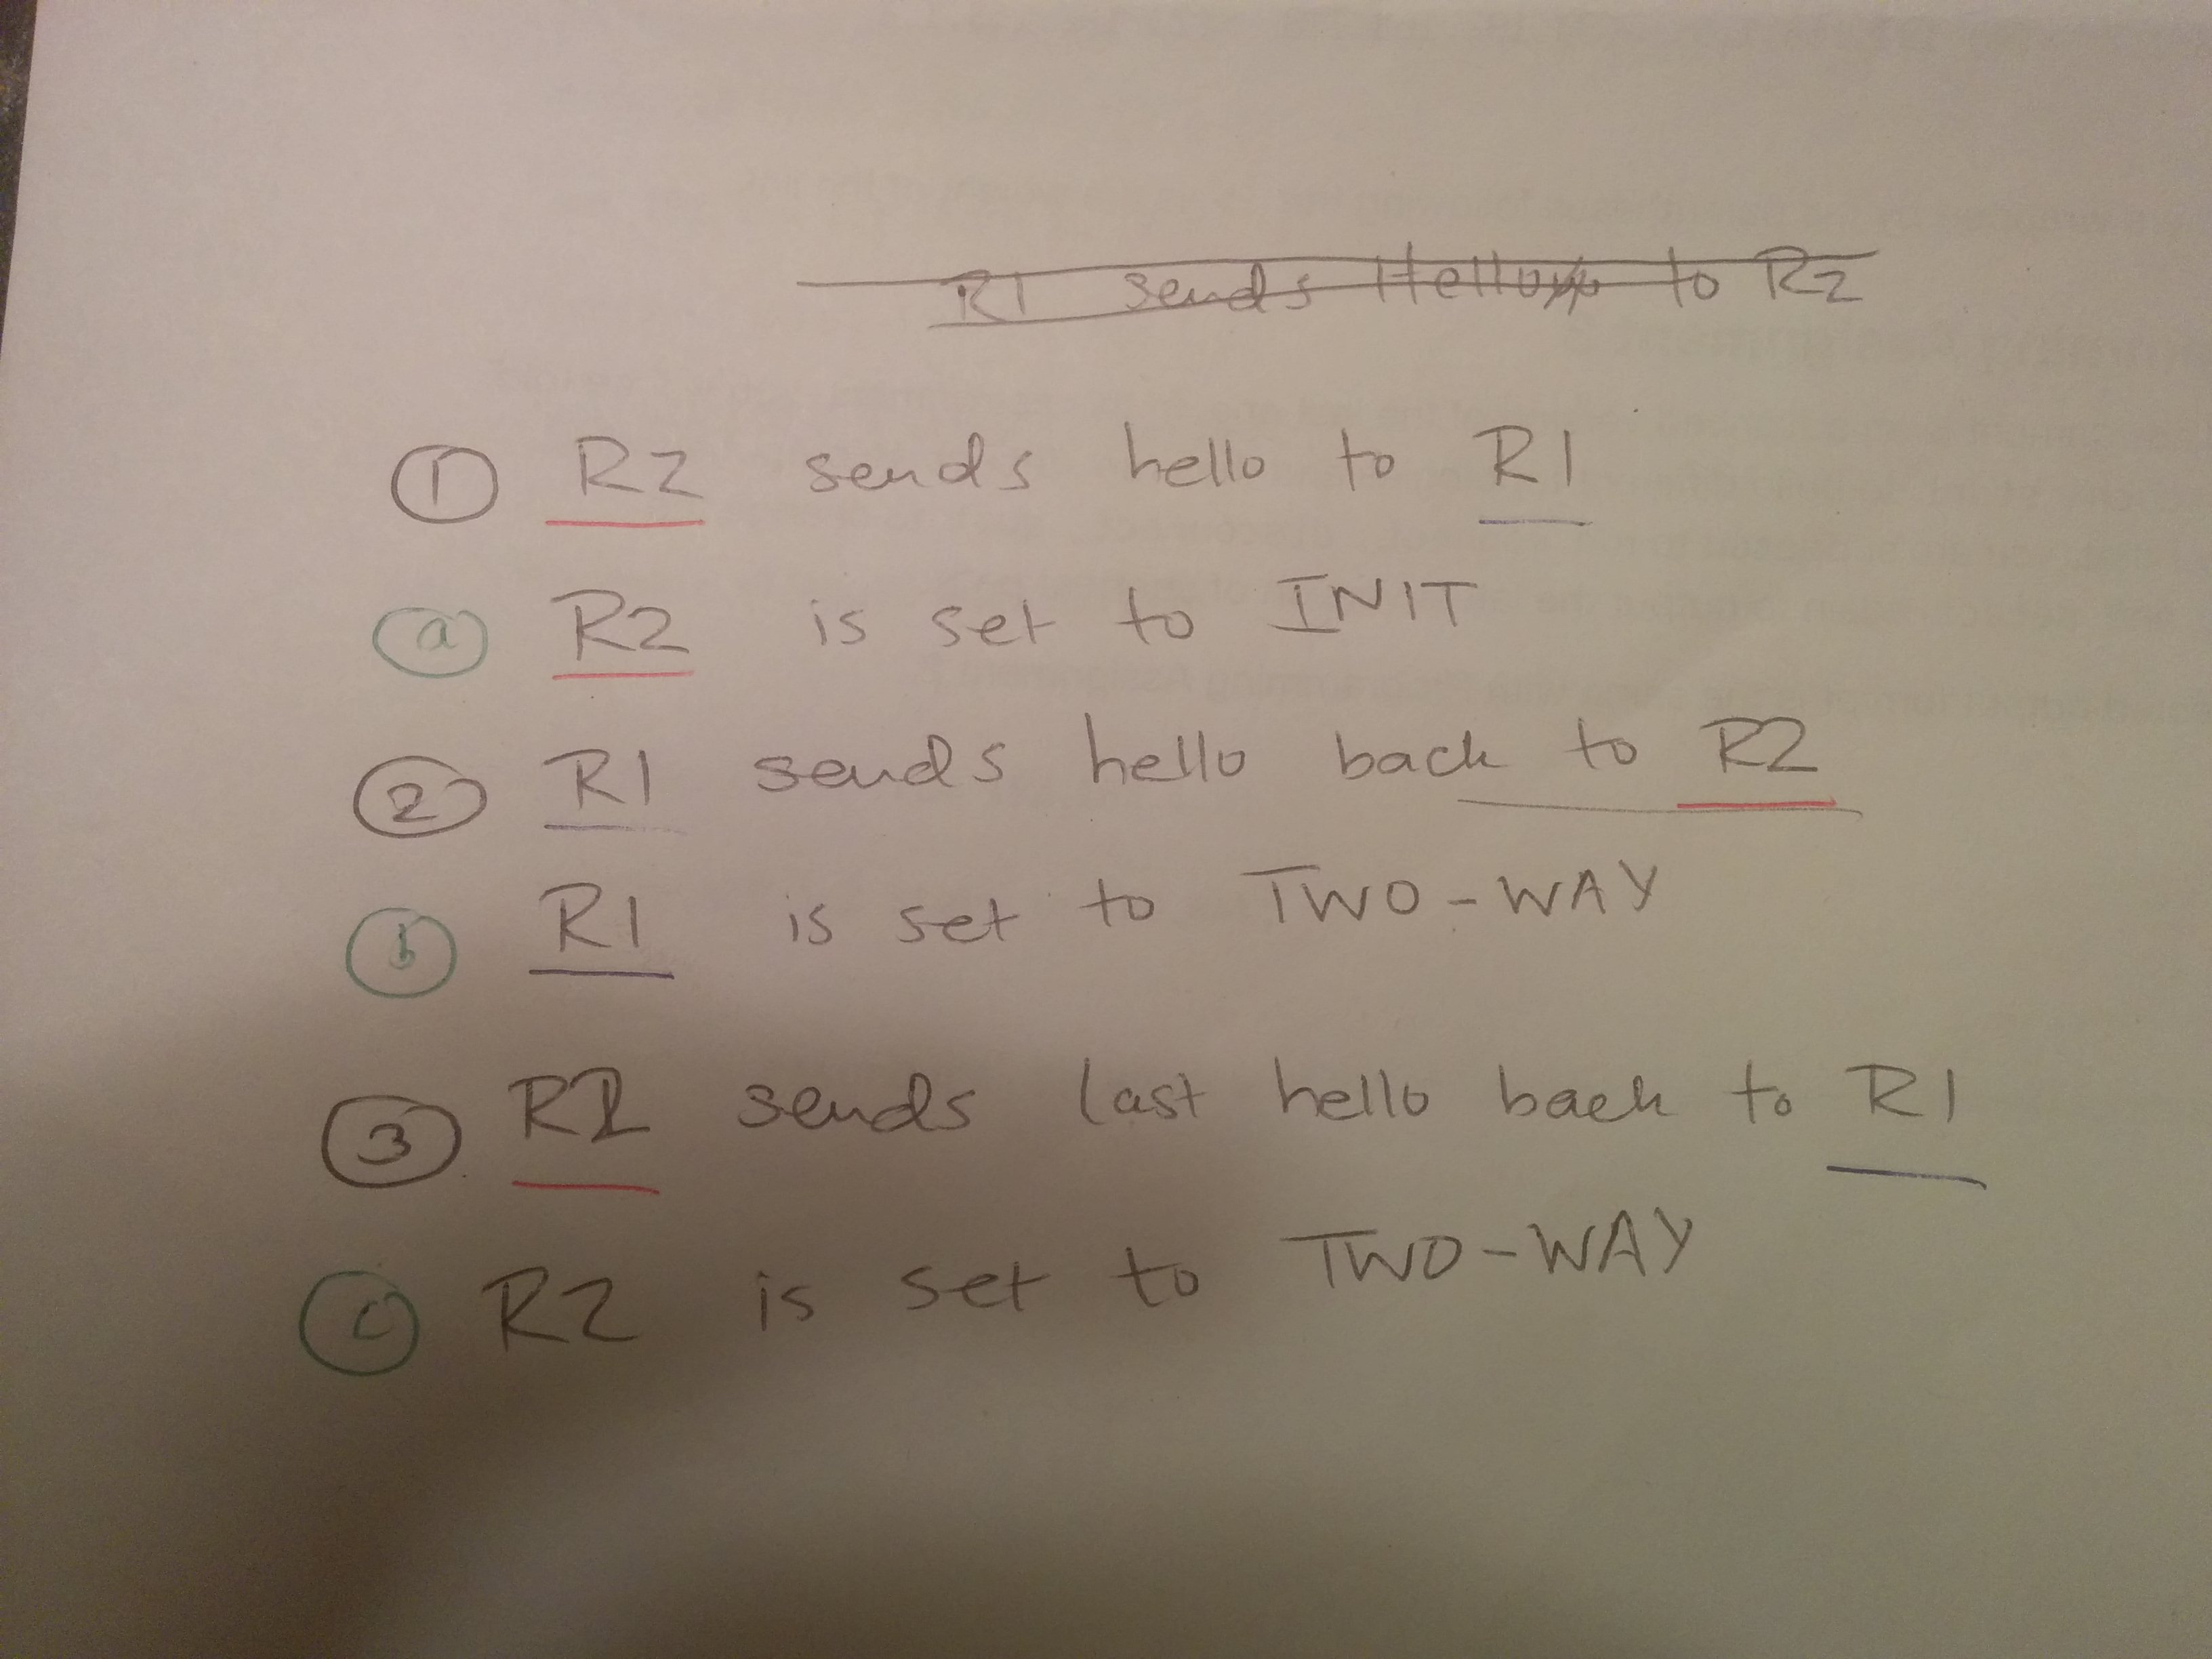 R1 sends Hello to R2
① R2 sends hello to R1
ⓐ R2 is set to INIT
② R1 sends hello back to R2
ⓑ R1 is set to TWO-WAY
③ R2 sends last hello back to R1
ⓒ R2 is set to TWO-WAY